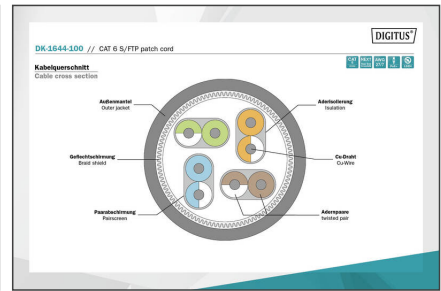 DIGITUS®
DK-1644-100 // CAT 6 S/FTP patch cord
Kabelquerschnitt
Cable cross section
Außenmantel
Outer jacket
Aderisolierung
Insulation
Geflechtschirmung
Braid shield
Cu-Draht
Cu-Wire
Paarabschirmung
Pairscreen
Adernpaare
twisted pair